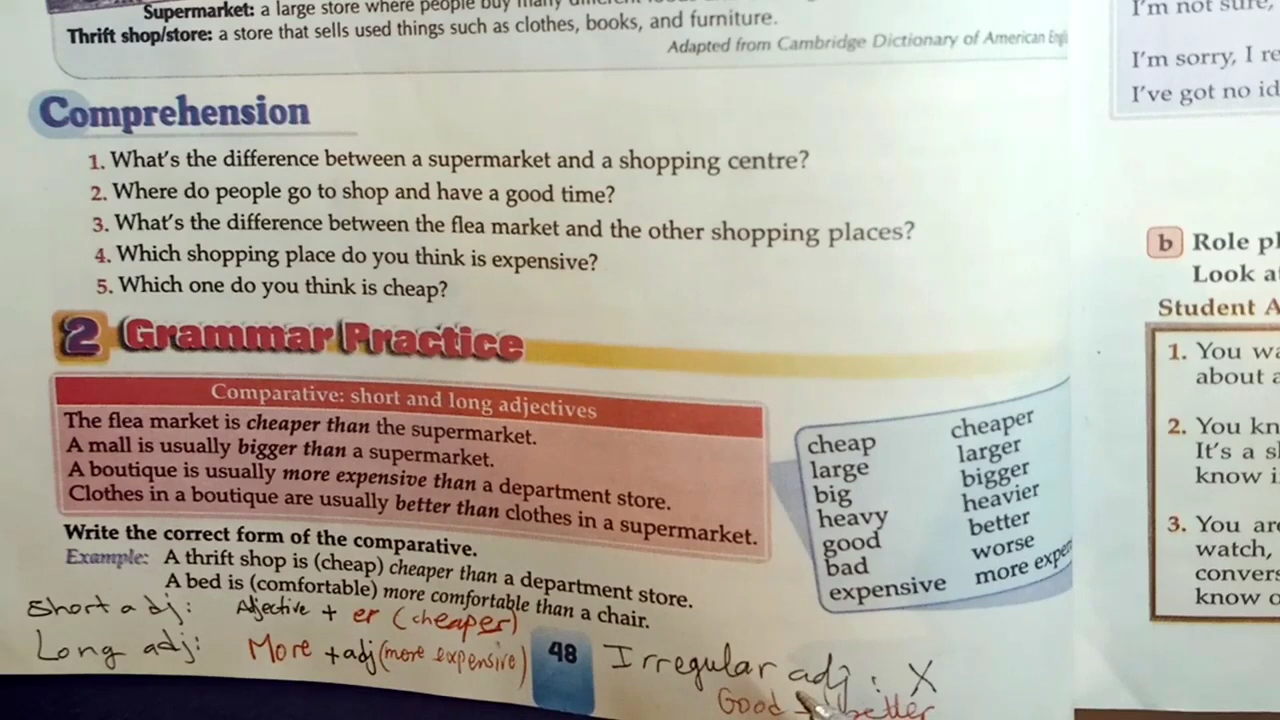 Supermarket: a large store where people buy many different
Thrift shop/store: a store that sells used things such as clothes, books, and furniture.
Adapted from Cambridge Dictionary of American Engl
Comprehension
1. What's the difference between a supermarket and a shopping centre?
2. Where do people go to shop and have a good time?
3. What's the difference between the flea market and the other shopping places?
4. Which shopping place do you think is expensive?
5. Which one do you think is cheap?
2 Grammar Practice
Comparative: short and long adjectives
The flea market is cheaper than the supermarket.
A mall is usually bigger than a supermarket.
A boutique is usually more expensive than a department store.
Clothes in a boutique are usually better than clothes in a supermarket.
cheap cheaper
large larger
big bigger
heavy heavier
good better
bad worse
expensive more expen
Write the correct form of the comparative.
Example: A thrift shop is (cheap) cheaper than a department store.
A bed is (comfortable) more comfortable than a chair.
Short adj: Adjective + er (cheaper)
Long adj: More + adj (more expensive)
48
Irregular adj: X
Good better
I'm not sure,
I'm sorry, I re
I've got no id
b Role pl
Look at
Student A
1. You wa
about a
2. You kn
It's a sl
know i
3. You are
watch,
convers
know o